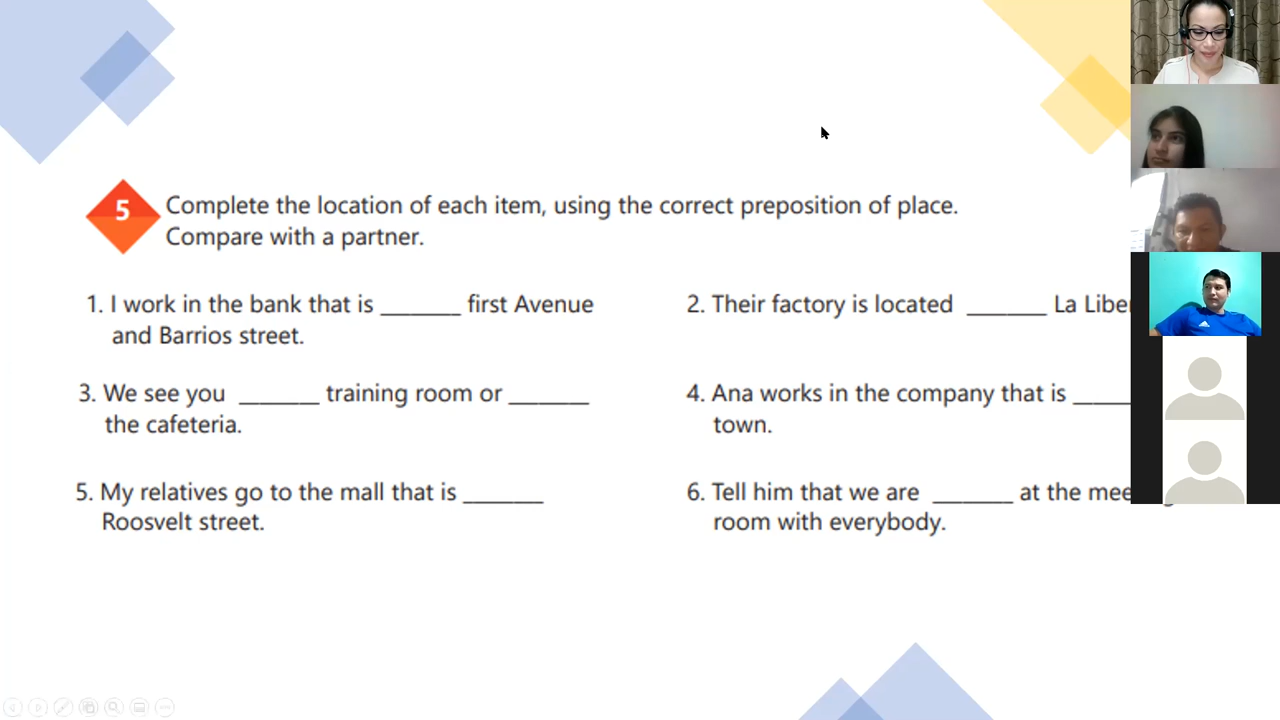 5
Complete the location of each item, using the correct preposition of place.
Compare with a partner.
1. I work in the bank that is _______ first Avenue
and Barrios street.
2. Their factory is located _______ La
3. We see you _______ training room or _______
the cafeteria.
4. Ana works in the company that is
town.
5. My relatives go to the mall that is _______
Roosvelt street.
6. Tell him that we are _______ at the
room with everybody.